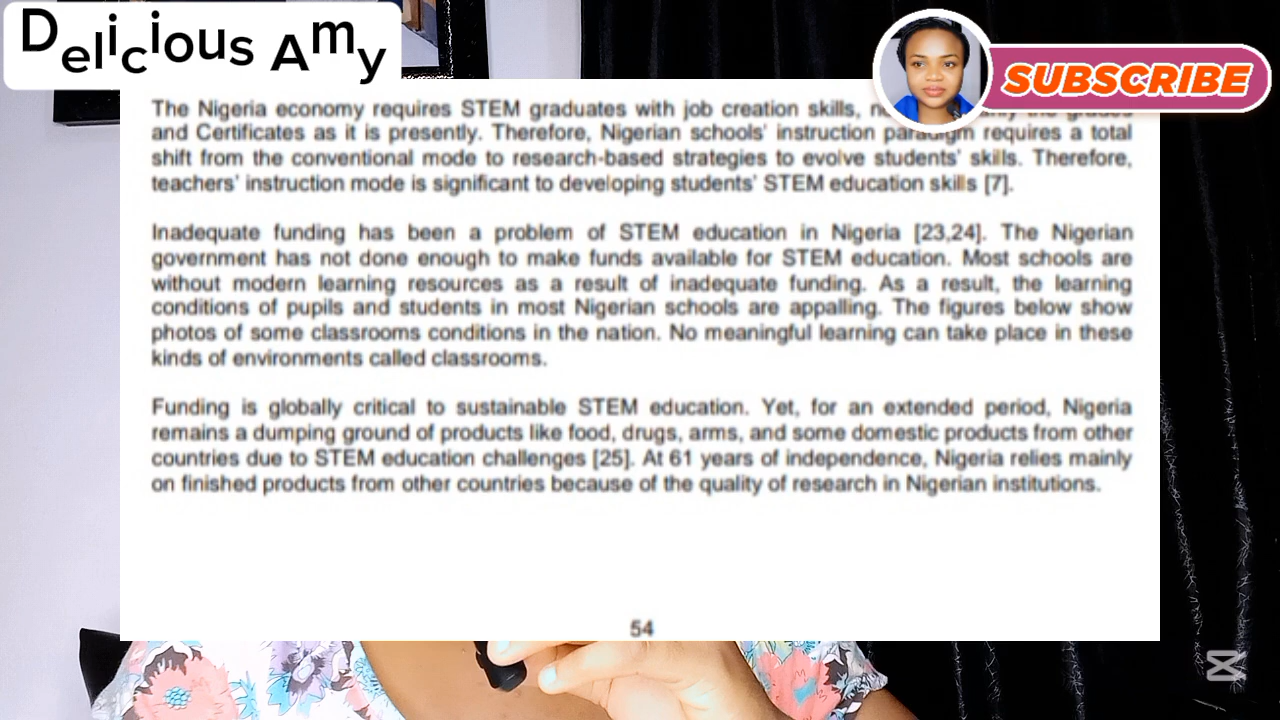 Delicious Amy
SUBSCRIBE
The Nigeria economy requires STEM graduates with job creation skills,
and Certificates as it is presently. Therefore, Nigerian schools' instruction paradigm requires a total
shift from the conventional mode to research-based strategies to evolve students' skills. Therefore,
teachers' instruction mode is significant to developing students' STEM education skills [7].
Inadequate funding has been a problem of STEM education in Nigeria [23,24]. The Nigerian
government has not done enough to make funds available for STEM education. Most schools are
without modern learning resources as a result of inadequate funding. As a result, the learning
conditions of pupils and students in most Nigerian schools are appalling. The figures below show
photos of some classrooms conditions in the nation. No meaningful learning can take place in these
kinds of environments called classrooms.
Funding is globally critical to sustainable STEM education. Yet, for an extended period, Nigeria
remains a dumping ground of products like food, drugs, arms, and some domestic products from other
countries due to STEM education challenges [25]. At 61 years of independence, Nigeria relies mainly
on finished products from other countries because of the quality of research in Nigerian institutions.
54